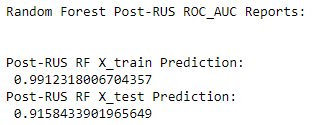 Random Forest Post-RUS ROC_AUC Reports:
Post-RUS RF X_train Prediction:
0.9912318006704357
Post-RUS RF X_test Prediction:
0.9158433901965649